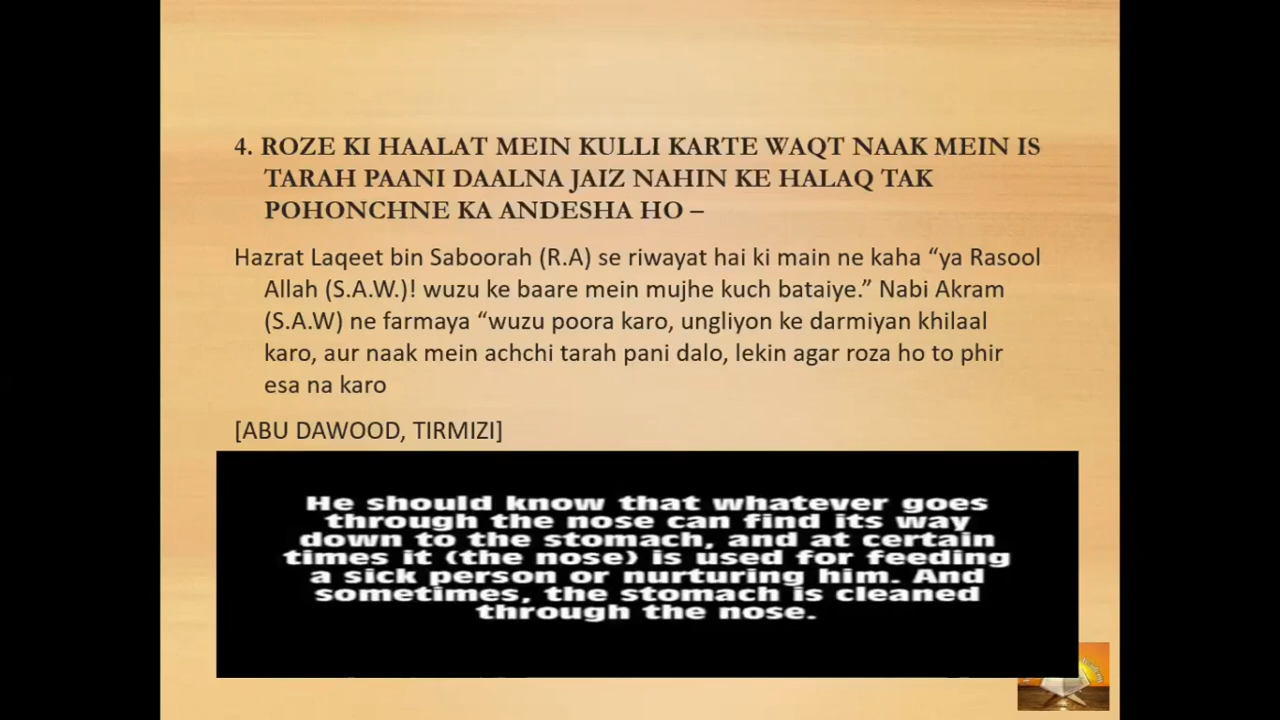 4. ROZE KI HAALAT MEIN KULLI KARTE WAQT NAAK MEIN IS
TARAH PAANI DAALNA JAIZ NAHIN KE HALAQ TAK
POHONCHNE KA ANDESHA HO –
Hazrat Laqeet bin Saboorah (R.A) se riwayat hai ki main ne kaha “ya Rasool
Allah (S.A.W.)! wuzu ke baare mein mujhe kuch bataiye.” Nabi Akram
(S.A.W) ne farmaya “wuzu poora karo, ungliyon ke darmiyan khilaal
karo, aur naak mein achchi tarah pani dalo, lekin agar roza ho to phir
esa na karo
[ABU DAWOOD, TIRMIZI]
He should know that whatever goes
through the nose can find its way
down to the stomach, and at certain
times it (the nose) is used for feeding
a sick person or nurturing him. And
sometimes, the stomach is cleaned
through the nose.